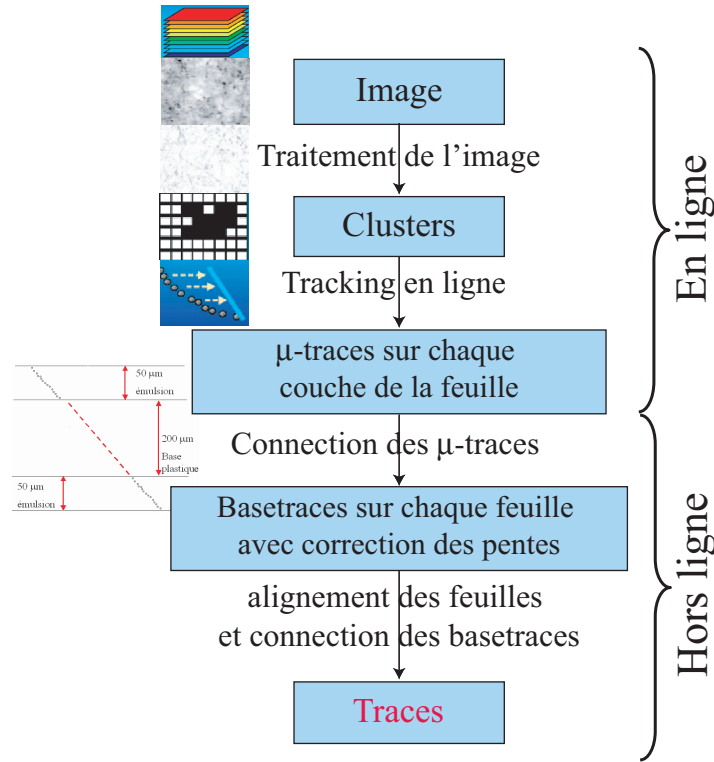 Image
Traitement de l'image
Clusters
Tracking en ligne
µ-traces sur chaque
couche de la feuille
Connection des µ-traces
Basetraces sur chaque feuille
avec correction des pentes
alignement des feuilles
et connection des basetraces
Traces
En ligne
Hors ligne
50 µm
émulsion
200 µm
Base
plastique
50 µm
émulsion